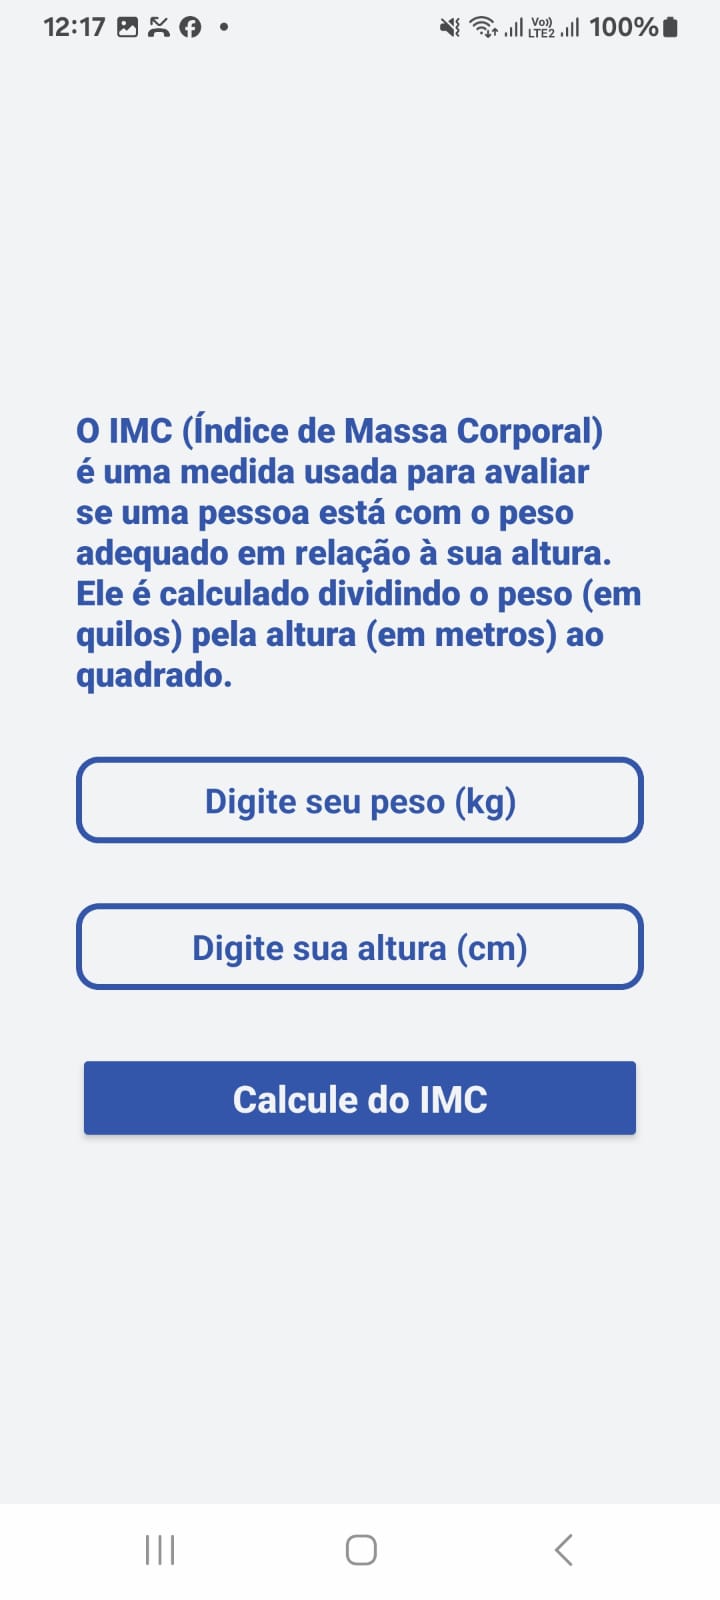 12:17
Vo)) LTE2
100%
O IMC (Índice de Massa Corporal)
é uma medida usada para avaliar
se uma pessoa está com o peso
adequado em relação à sua altura.
Ele é calculado dividindo o peso (em
quilos) pela altura (em metros) ao
quadrado.
Digite seu peso (kg)
Digite sua altura (cm)
Calcule do IMC